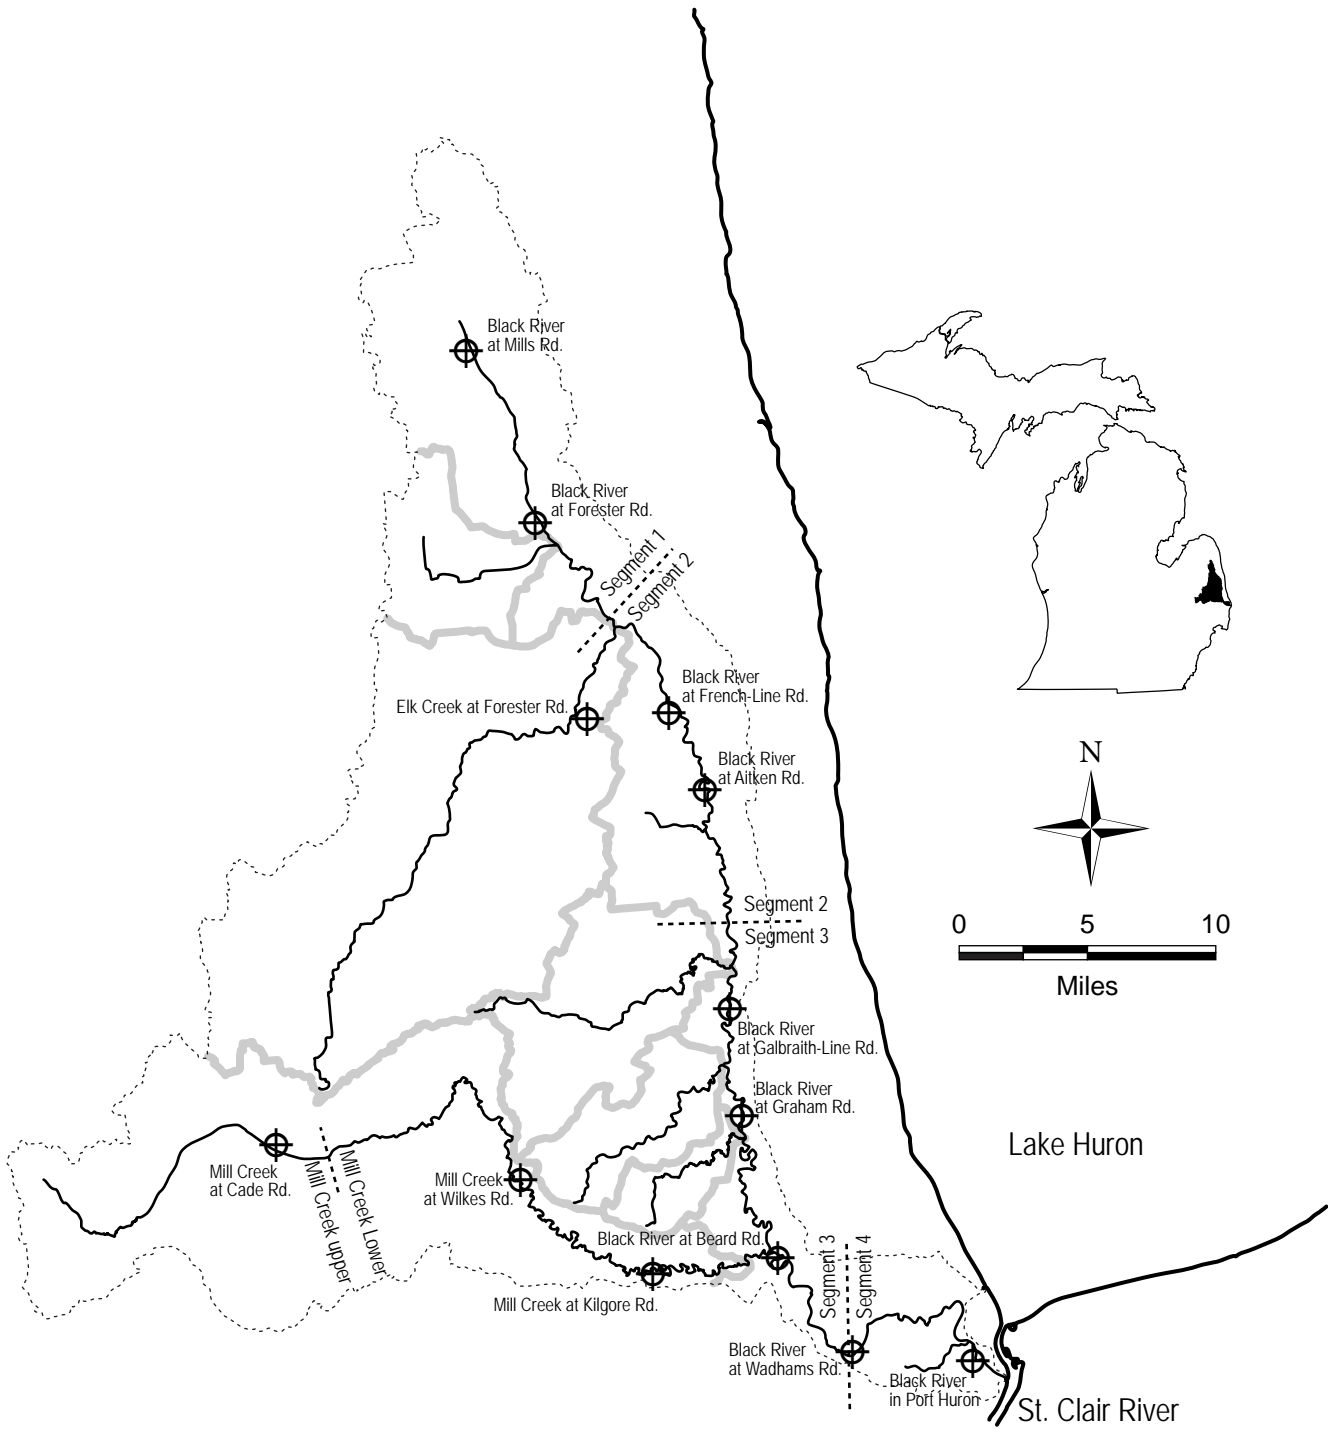 Black River
at Mills Rd.
Black River
at Forester Rd.
Segment 1
Segment 2
Black River
at French-Line Rd.
Elk Creek at Forester Rd.
Black River
at Aitken Rd.
N
Segment 2
Segment 3
0 5 10
Miles
Black River
at Galbraith-Line Rd.
Black River
at Graham Rd.
Lake Huron
Mill Creek
at Cade Rd.
Mill Creek upper
Mill Creek Lower
Mill Creek
at Wilkes Rd.
Black River at Beard Rd.
Segment 3
Segment 4
Mill Creek at Kilgore Rd.
Black River
at Wadhams Rd.
Black River
in Port Huron
St. Clair River